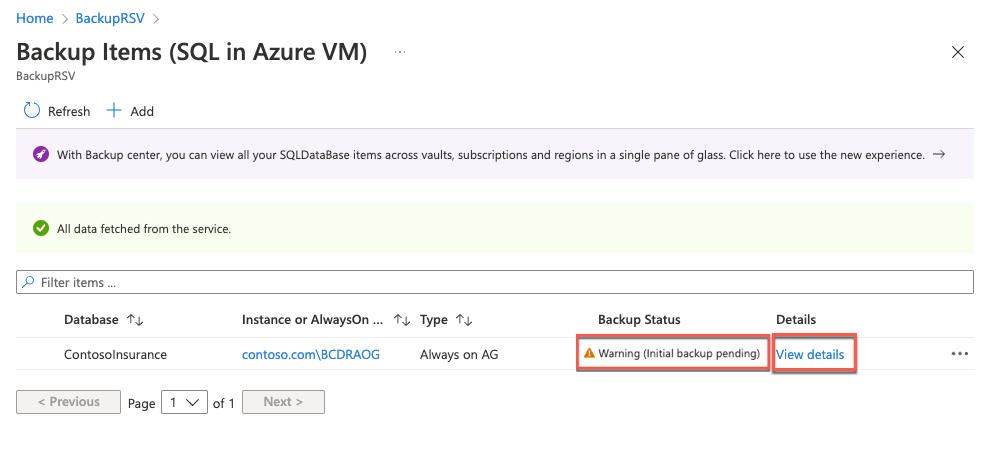 Home > BackupRSV >
Backup Items (SQL in Azure VM) ...
BackupRSV
Refresh + Add
With Backup center, you can view all your SQLDataBase items across vaults, subscriptions and regions in a single pane of glass. Click here to use the new experience. →
All data fetched from the service.
Filter items ...
Database ↑↓ Instance or AlwaysOn ... ↑↓ Type ↑↓ Backup Status Details
ContosoInsurance contoso.com\BCDRAOG Always on AG Warning (Initial backup pending) View details ...
< Previous Page 1 of 1 Next >